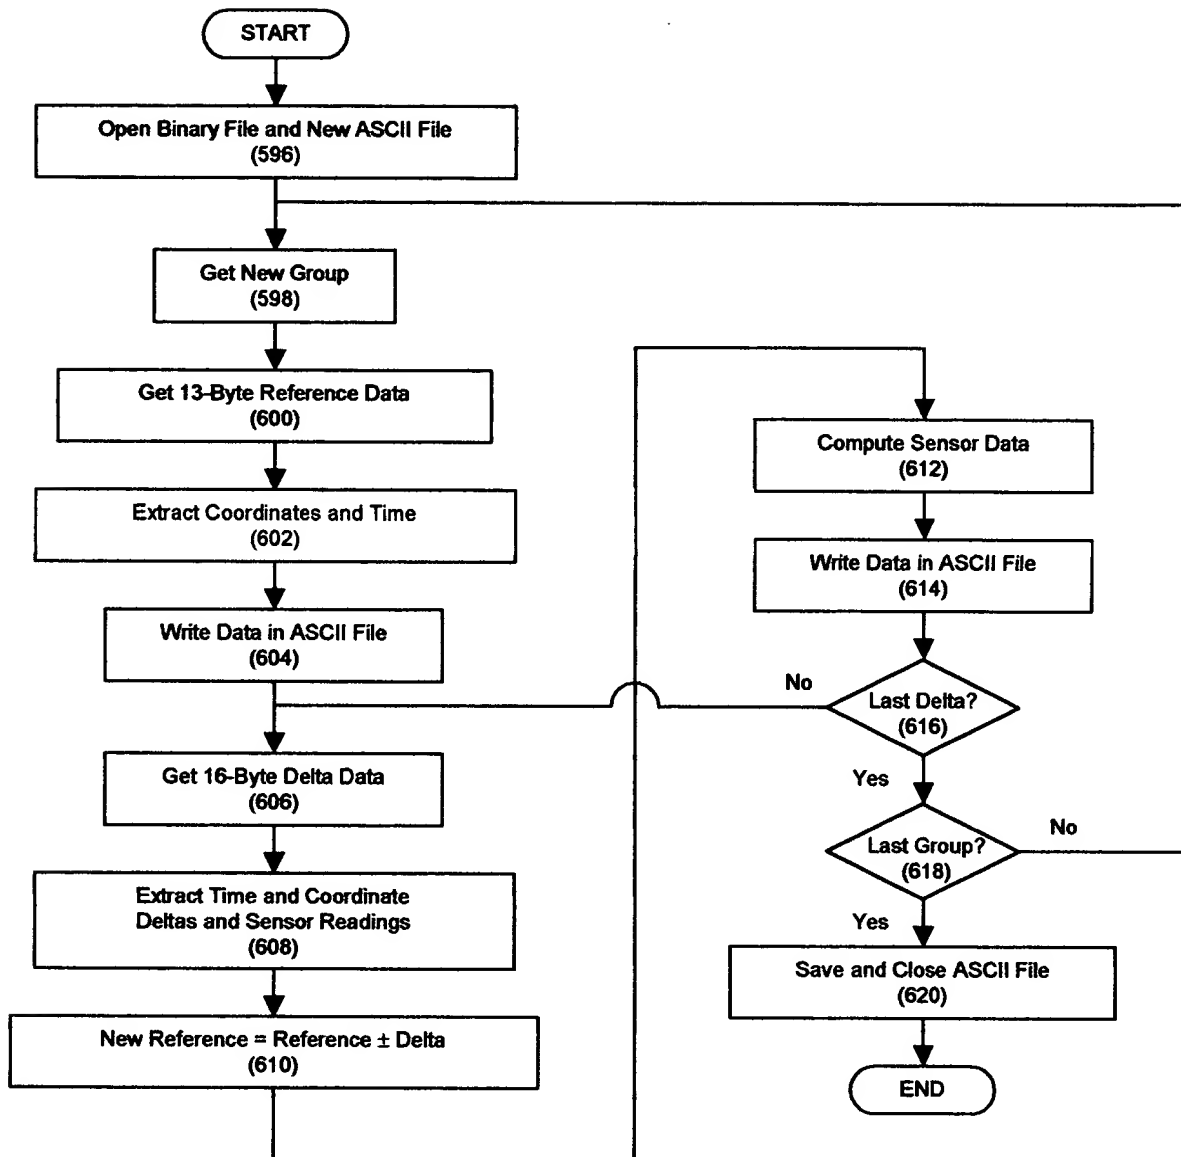 START
Open Binary File and New ASCII File
(596)
Get New Group
(598)
Get 13-Byte Reference Data
(600)
Extract Coordinates and Time
(602)
Write Data in ASCII File
(604)
Get 16-Byte Delta Data
(606)
Extract Time and Coordinate
Deltas and Sensor Readings
(608)
New Reference = Reference ± Delta
(610)
Compute Sensor Data
(612)
Write Data in ASCII File
(614)
No
Last Delta?
(616)
Yes
Last Group?
(618)
No
Yes
Save and Close ASCII File
(620)
END